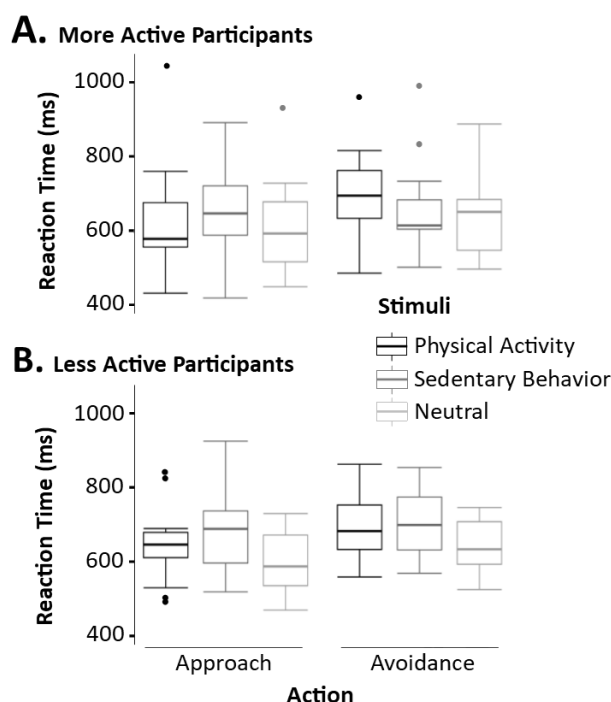 A. More Active Participants
Reaction Time (ms)
1000
800
600
400
Stimuli
Physical Activity
Sedentary Behavior
Neutral
B. Less Active Participants
Reaction Time (ms)
1000
800
600
400
Approach
Avoidance
Action